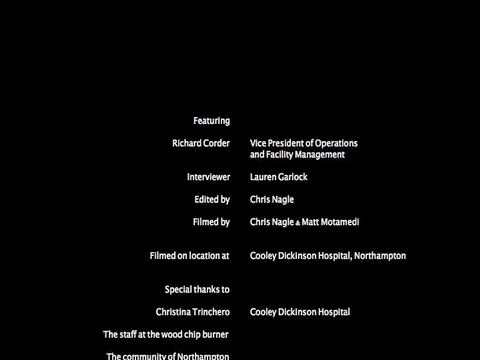 Featuring
Richard Corder Vice President of Operations
and Facility Management
Interviewer Lauren Garlock
Edited by Chris Nagle
Filmed by Chris Nagle & Matt Motamedi
Filmed on location at Cooley Dickinson Hospital, Northampton
Special thanks to
Christina Trinchero Cooley Dickinson Hospital
The staff at the wood chip burner
The community of Northampton